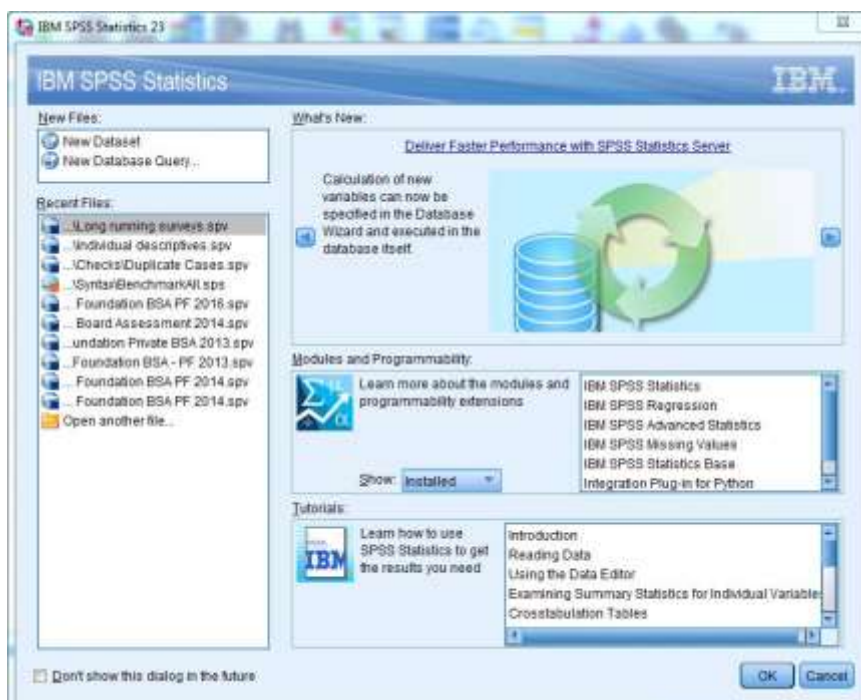 IBM SPSS Statistics 23
IBM SPSS Statistics
IBM
New Files:
New Dataset
New Database Query...
Recent Files:
...\Long running surveys.spv
...\Individual descriptives.spv
...\Checks\Duplicate Cases.spv
...\Syntax\BenchmarkAll.sps
... Foundation BSA PF 2016.spv
... Board Assessment 2014.spv
...undation Private BSA 2013.spv
...Foundation BSA - PF 2013.spv
... Foundation BSA PF 2014.spv
... Foundation BSA PF 2014.spv
Open another file...
What's New:
Deliver Faster Performance with SPSS Statistics Server
Calculation of new
variables can now be
specified in the Database
Wizard and executed in the
database itself.
Modules and Programmability:
Learn more about the modules and
programmability extensions
Show: Installed
IBM SPSS Statistics
IBM SPSS Regression
IBM SPSS Advanced Statistics
IBM SPSS Missing Values
IBM SPSS Statistics Base
Integration Plug-in for Python
Tutorials:
IBM
Learn how to use
SPSS Statistics to get
the results you need
Introduction
Reading Data
Using the Data Editor
Examining Summary Statistics for Individual Variable
Crosstabulation Tables
Don't show this dialog in the future
OK
Cancel